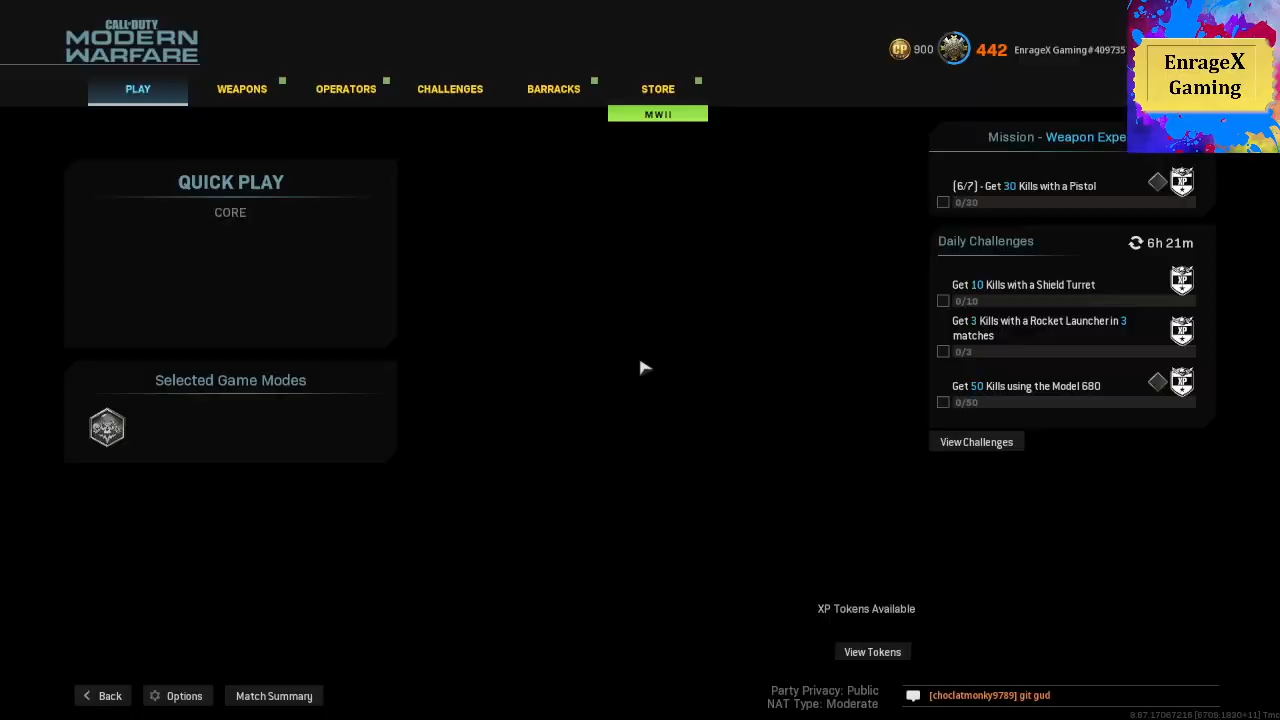 CALL OF DUTY
MODERN
WARFARE
CP 900
442
EnrageX Gaming#409735
EnrageX
Gaming
PLAY
WEAPONS
OPERATORS
CHALLENGES
BARRACKS
STORE
MWII
QUICK PLAY
CORE
Selected Game Modes
Mission - Weapon Expe
[6/7] - Get 30 Kills with a Pistol
XP
0/30
Daily Challenges
6h 21m
Get 10 Kills with a Shield Turret
XP
0/10
Get 3 Kills with a Rocket Launcher in 3
matches
XP
0/3
Get 50 Kills using the Model 680
XP
0/50
View Challenges
XP Tokens Available
View Tokens
Back
Options
Match Summary
Party Privacy: Public
NAT Type: Moderate
[choclatmonky9789] git gud